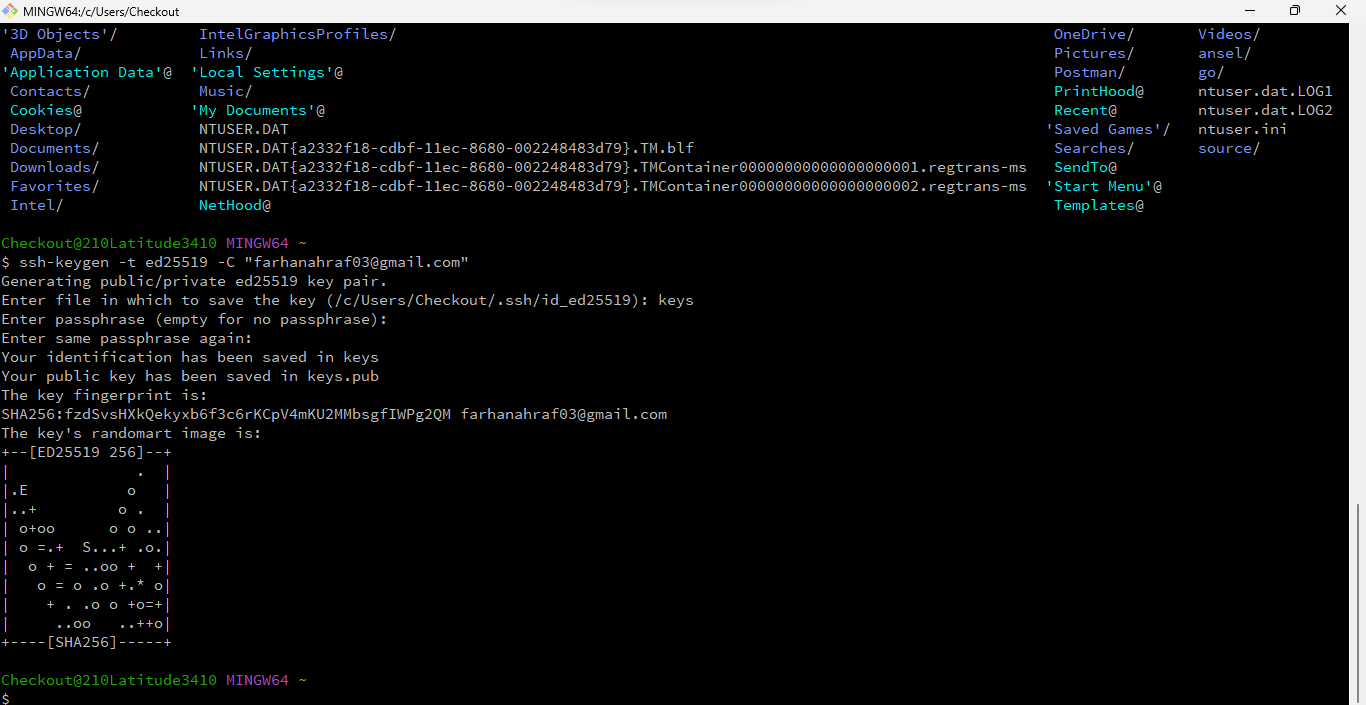 MINGW64:/c/Users/Checkout
'3D Objects'/ IntelGraphicsProfiles/ OneDrive/ Videos/
AppData/ Links/ Pictures/ ansel/
'Application Data'@ 'Local Settings'@ Postman/ go/
Contacts/ Music/ PrintHood@ ntuser.dat.LOG1
Cookies@ 'My Documents'@ Recent@ ntuser.dat.LOG2
Desktop/ NTUSER.DAT 'Saved Games'/ ntuser.ini
Documents/ NTUSER.DAT{a2332f18-cdbf-11ec-8680-002248483d79}.TM.blf Searches/ source/
Downloads/ NTUSER.DAT{a2332f18-cdbf-11ec-8680-002248483d79}.TMContainer00000000000000000001.regtrans-ms SendTo@
Favorites/ NTUSER.DAT{a2332f18-cdbf-11ec-8680-002248483d79}.TMContainer00000000000000000002.regtrans-ms 'Start Menu'@
Intel/ NetHood@ Templates@
Checkout@210Latitude3410 MINGW64 ~
$ ssh-keygen -t ed25519 -C "farhanahraf03@gmail.com"
Generating public/private ed25519 key pair.
Enter file in which to save the key (/c/Users/Checkout/.ssh/id_ed25519): keys
Enter passphrase (empty for no passphrase):
Enter same passphrase again:
Your identification has been saved in keys
Your public key has been saved in keys.pub
The key fingerprint is:
SHA256:fzdSvsHXkQekyxb6f3c6rKCpV4mKU2MMbsgfIWPg2QM farhanahraf03@gmail.com
The key's randomart image is:
+--[ED25519 256]--+
|              .  |
|.E           o   |
|..+         o .  |
| o+oo      o o ..|
| o =.+  S...+ .o.|
|  o + = ..oo +  +|
|   o = o .o +.* o|
|    + . .o o +o=+|
|     ..oo   ..++o|
+----[SHA256]-----+
Checkout@210Latitude3410 MINGW64 ~
$